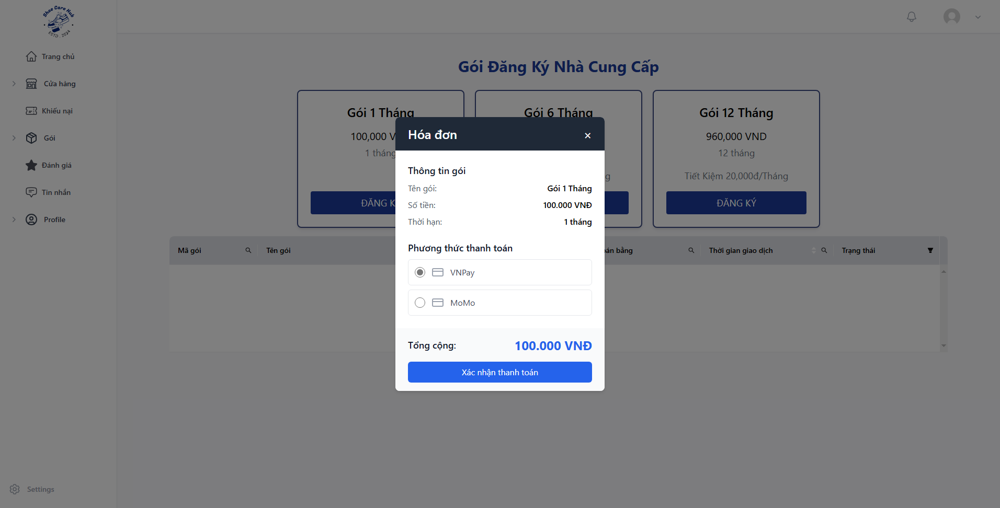 Shoe Care Hub
ESTD . 2024
Trang chủ
Cửa hàng
Khiếu nại
Gói
Đánh giá
Tin nhắn
Profile
Settings
Gói Đăng Ký Nhà Cung Cấp
Gói 1 Tháng
100,000 V
1 tháng
ĐĂNG K
Gói 6 Tháng
g
Gói 12 Tháng
960,000 VND
12 tháng
Tiết Kiệm 20,000đ/Tháng
ĐĂNG KÝ
Mã gói
Tên gói
oán bằng
Thời gian giao dịch
Trạng thái
Hóa đơn
Thông tin gói
Tên gói: Gói 1 Tháng
Số tiền: 100.000 VNĐ
Thời hạn: 1 tháng
Phương thức thanh toán
VNPay
MoMo
Tổng cộng: 100.000 VNĐ
Xác nhận thanh toán